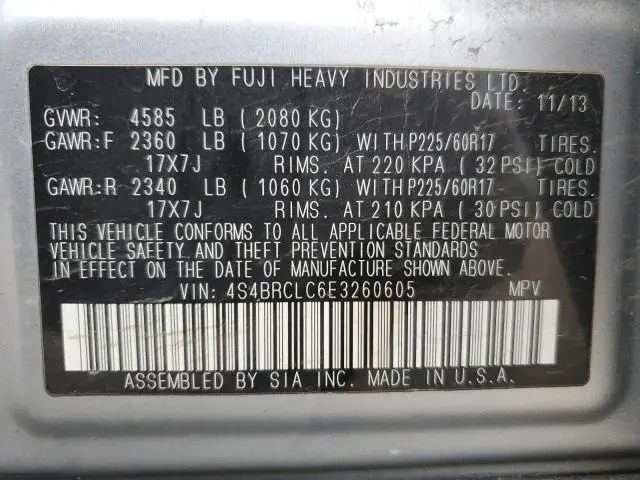 MFD BY FUJI HEAVY INDUSTRIES LTD.
DATE: 11/13
GVWR: 4585 LB ( 2080 KG)
GAWR:F 2360 LB ( 1070 KG) WITH P225/60R17 TIRES.
17X7J RIMS. AT 220 KPA ( 32 PSI) COLD
GAWR:R 2340 LB ( 1060 KG) WITH P225/60R17 TIRES.
17X7J RIMS. AT 210 KPA ( 30 PSI) COLD
THIS VEHICLE CONFORMS TO ALL APPLICABLE FEDERAL MOTOR
VEHICLE SAFETY AND THEFT PREVENTION STANDARDS
IN EFFECT ON THE DATE OF MANUFACTURE SHOWN ABOVE.
VIN: 4S4BRCLC6E3260605 MPV
ASSEMBLED BY SIA INC. MADE IN U.S.A.